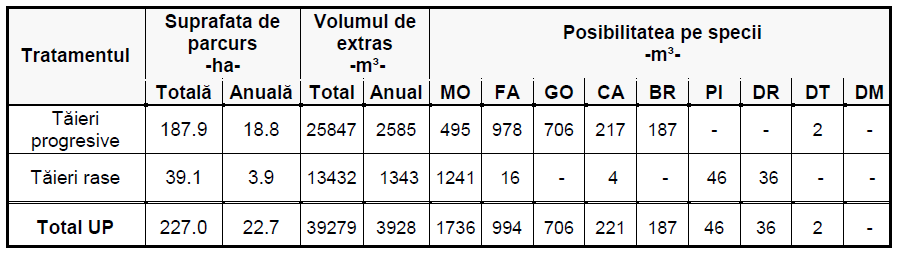 Tratamentul | Suprafata de parcurs -ha- | Volumul de extras -m³- | Posibilitatea pe specii -m³-
Totală | Anuală | Total | Anual | MO | FA | GO | CA | BR | PI | DR | DT | DM
Tăieri progresive | 187.9 | 18.8 | 25847 | 2585 | 495 | 978 | 706 | 217 | 187 | - | - | 2 | -
Tăieri rase | 39.1 | 3.9 | 13432 | 1343 | 1241 | 16 | - | 4 | - | 46 | 36 | - | -
Total UP | 227.0 | 22.7 | 39279 | 3928 | 1736 | 994 | 706 | 221 | 187 | 46 | 36 | 2 | -